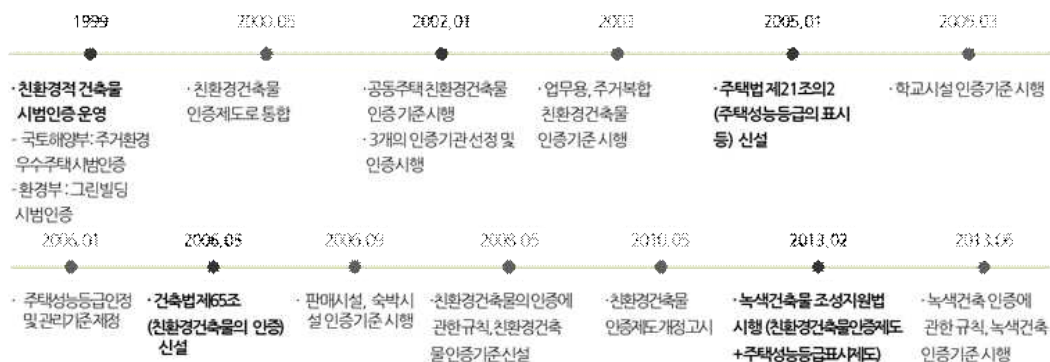 1999 2000.05 2002.01 2003 2005.01 2005.03
· 친환경적 건축물
시범인증 운영
- 국토해양부: 주거환경
우수주택시범인증
- 환경부 : 그린빌딩
시범인증
· 친환경건축물
인증제도로 통합
· 공동주택 친환경건축물
인증 기준시행
· 3개의 인증기관 선정 및
인증시행
· 업무용, 주거복합
친환경건축물
인증기준 시행
· 주택법 제21조의2
(주택성능등급의 표시
등) 신설
· 학교시설 인증기준 시행
2006.01 2006.05 2006.09 2008.05 2010.05 2013.02 2013.06
· 주택성능등급인정
및 관리기준제정
· 건축법제65조
(친환경건축물의 인증)
신설
· 판매시설, 숙박시
설 인증기준 시행
·친환경건축물의인증에
관한규칙,친환경건축
물인증기준신설
·친환경건축물
인증제도개정고시
· 녹색건축물 조성지원법
시행 (친환경건축물인증제도
+주택성능등급표시제도)
· 녹색건축 인증에
관한 규칙, 녹색건축
인증기준 시행